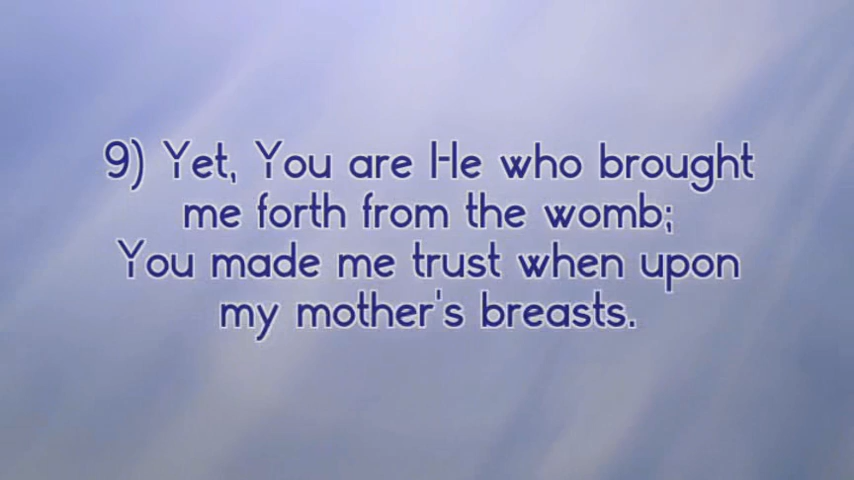 9) Yet, You are He who brought
me forth from the womb;
You made me trust when upon
my mother's breasts.